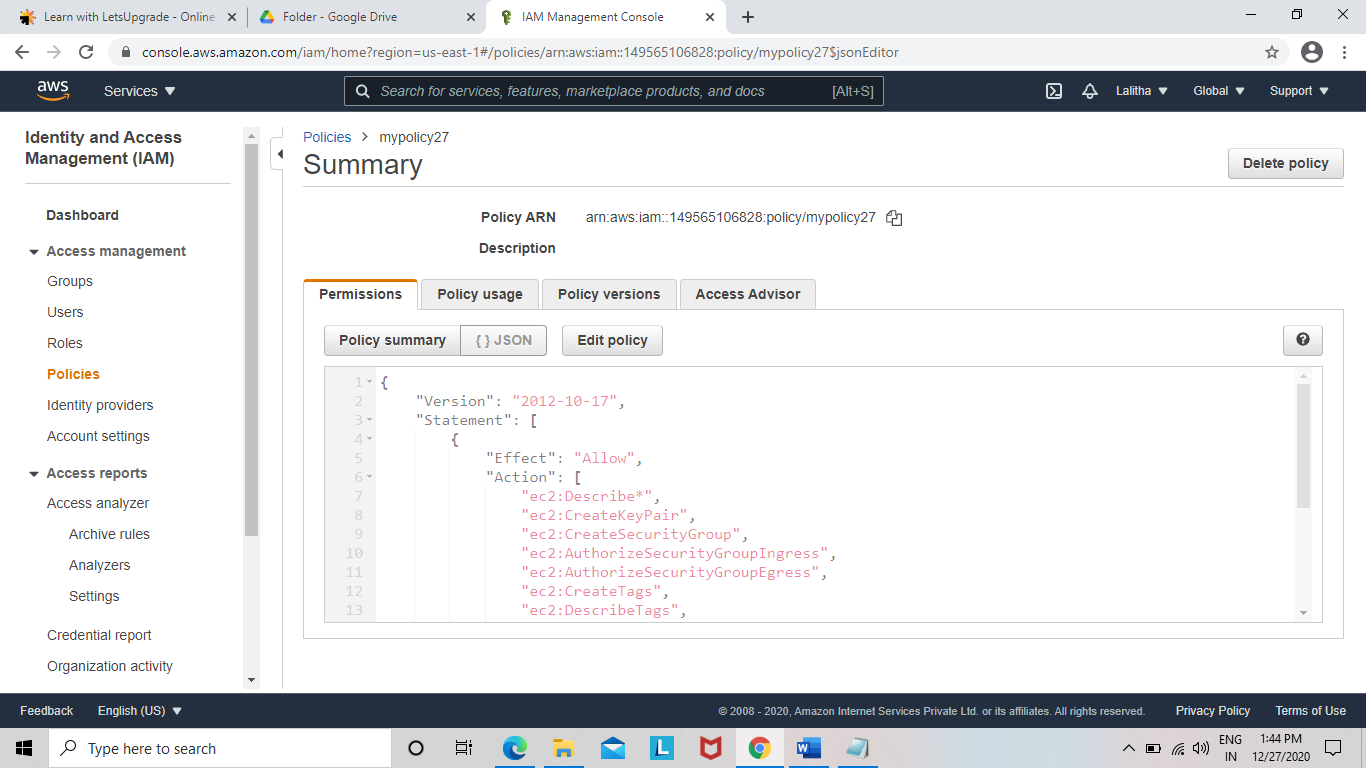 Learn with LetsUpgrade - Online
Folder - Google Drive
IAM Management Console
console.aws.amazon.com/iam/home?region=us-east-1#/policies/arn:aws:iam::149565106828:policy/mypolicy27$jsonEditor
aws
Services
Search for services, features, marketplace products, and docs
[Alt+S]
Lalitha
Global
Support
Identity and Access
Management (IAM)
Dashboard
Access management
Groups
Users
Roles
Policies
Identity providers
Account settings
Access reports
Access analyzer
Archive rules
Analyzers
Settings
Credential report
Organization activity
Policies > mypolicy27
Summary
Delete policy
Policy ARN arn:aws:iam::149565106828:policy/mypolicy27
Description
Permissions
Policy usage
Policy versions
Access Advisor
Policy summary
{ } JSON
Edit policy
?
1 {
2 "Version": "2012-10-17",
3 "Statement": [
4 {
5 "Effect": "Allow",
6 "Action": [
7 "ec2:Describe*",
8 "ec2:CreateKeyPair",
9 "ec2:CreateSecurityGroup",
10 "ec2:AuthorizeSecurityGroupIngress",
11 "ec2:AuthorizeSecurityGroupEgress",
12 "ec2:CreateTags",
13 "ec2:DescribeTags",
Feedback
English (US)
© 2008 - 2020, Amazon Internet Services Private Ltd. or its affiliates. All rights reserved.
Privacy Policy
Terms of Use
Type here to search
L
W
ENG
IN
1:44 PM
12/27/2020